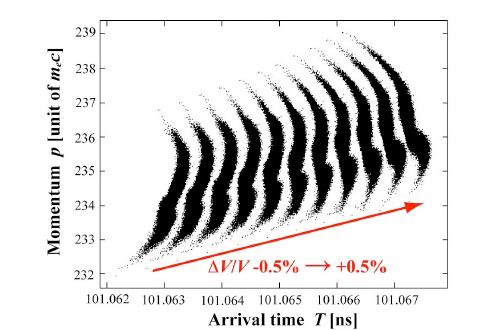 239
238
237
236
235
234
233
232
Momentum p [unit of mec]
ΔV/V -0.5% → +0.5%
101.062 101.063 101.064 101.065 101.066 101.067
Arrival time T [ns]